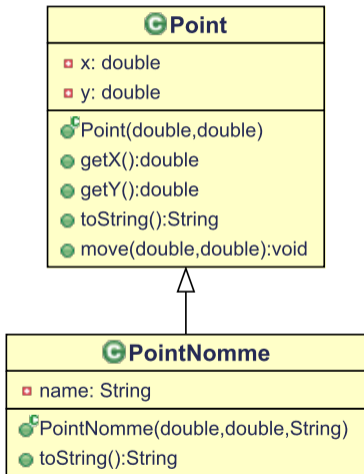 Point
x: double
y: double
Point(double,double)
getX():double
getY():double
toString():String
move(double,double):void
PointNomme
name: String
PointNomme(double,double,String)
toString():String